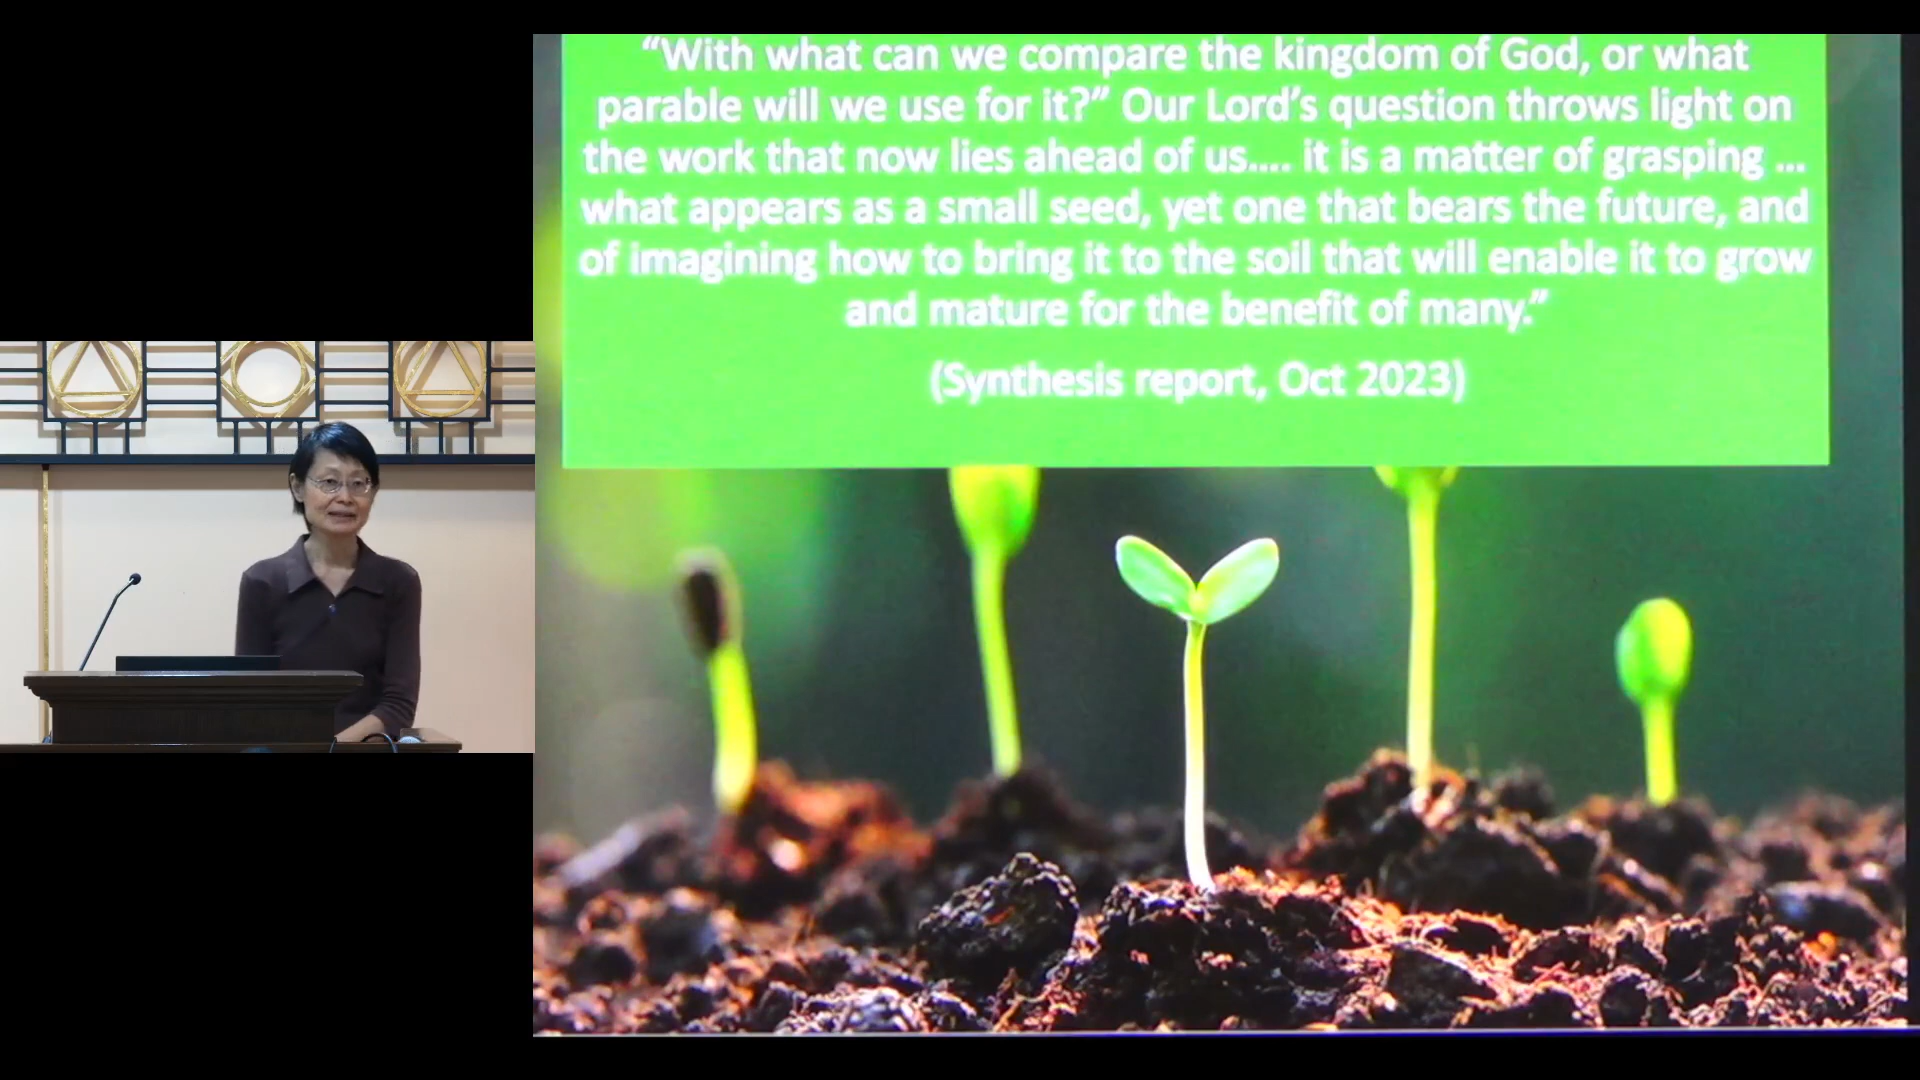 “With what can we compare the kingdom of God, or what
parable will we use for it?” Our Lord’s question throws light on
the work that now lies ahead of us.... it is a matter of grasping ...
what appears as a small seed, yet one that bears the future, and
of imagining how to bring it to the soil that will enable it to grow
and mature for the benefit of many.”
(Synthesis report, Oct 2023)